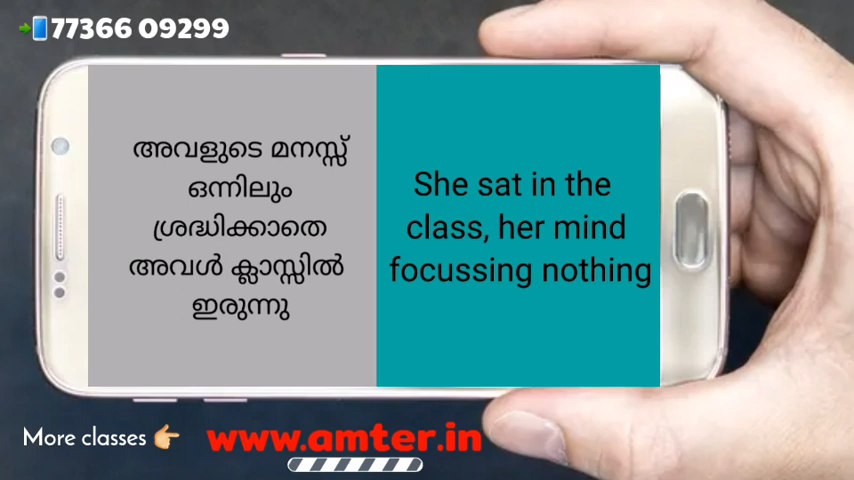 77366 09299
അവളുടെ മനസ്സ്
ഒന്നിലും
ശ്രദ്ധിക്കാതെ
അവൾ ക്ലാസ്സിൽ
ഇരുന്നു
She sat in the
class, her mind
focussing nothing
More classes
www.amter.in